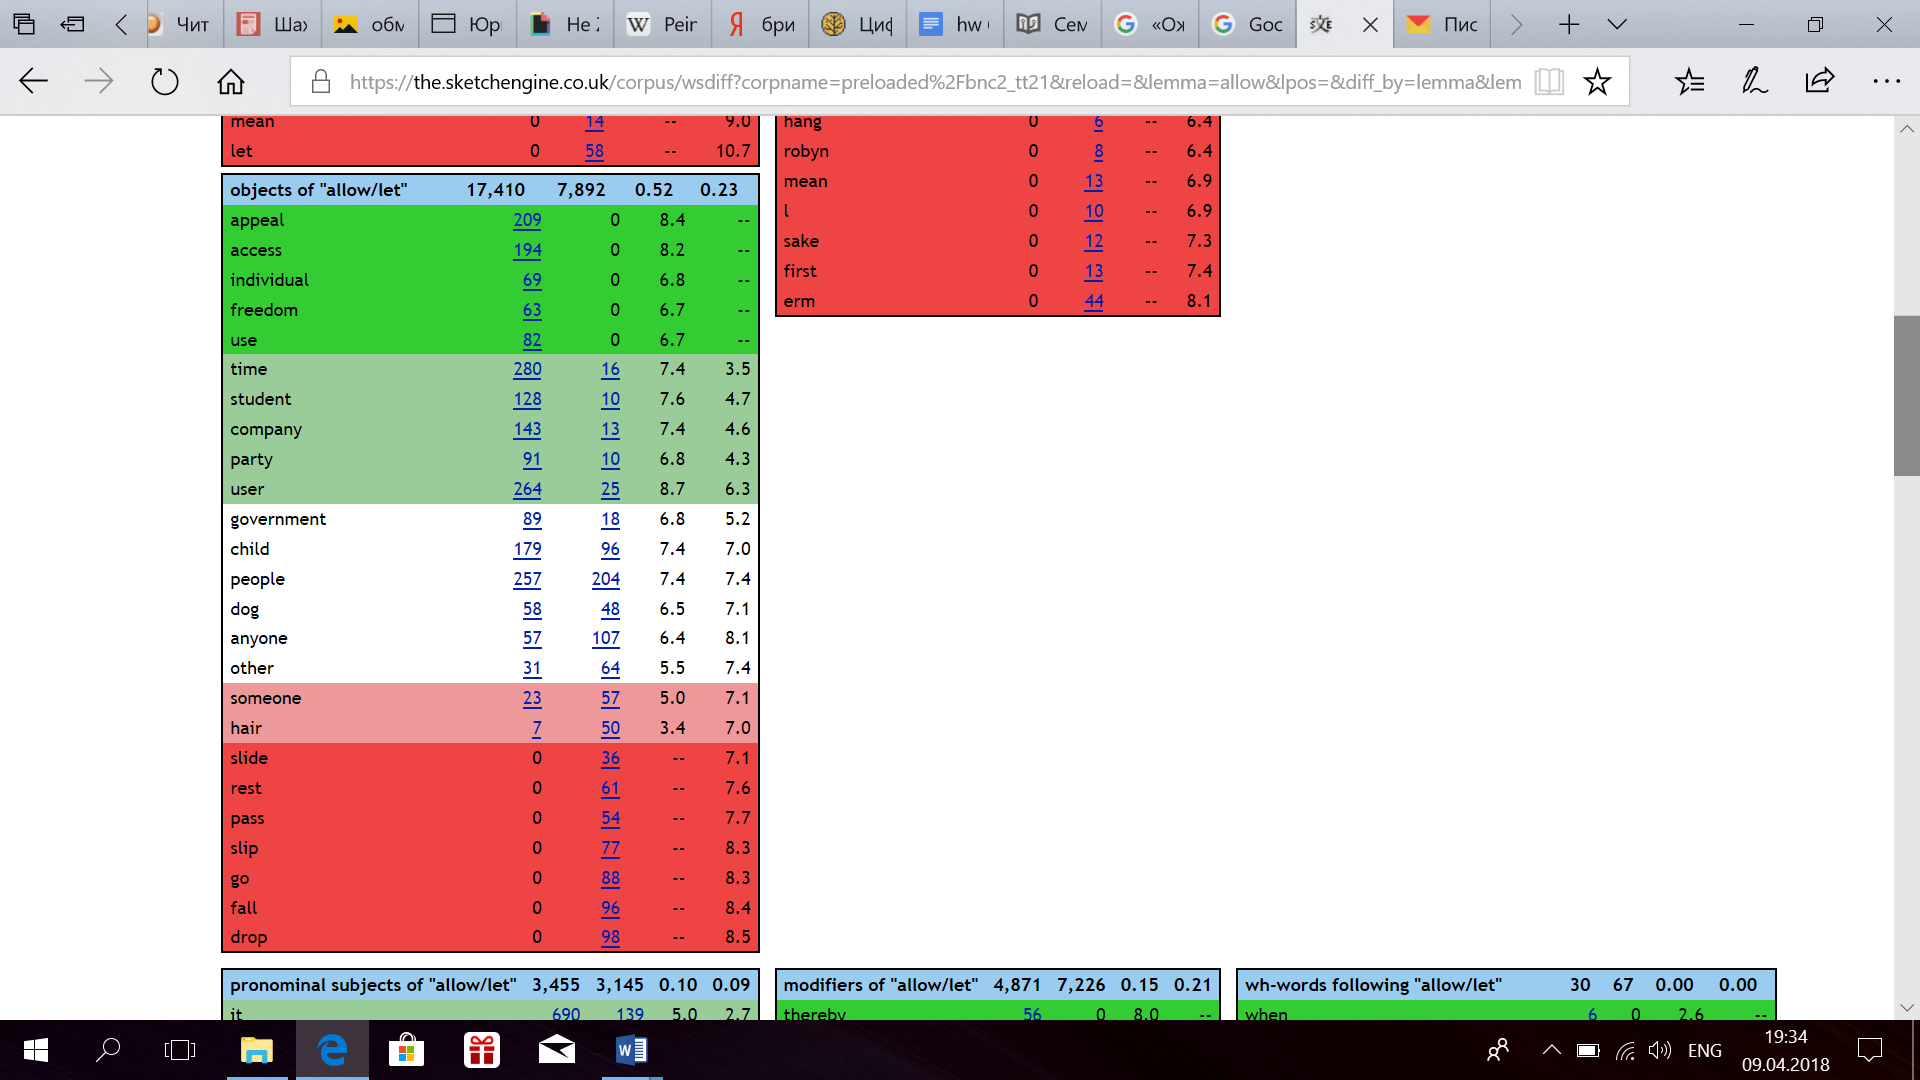 Чит
Шах
обм
Юри
Не
W Peir
Я бри
Циф
hw
Сем
«Ож
Goc
Пис
https://the.sketchengine.co.uk/corpus/wsdiff?corpname=preloaded%2Fbnc2_tt21&reload=&lemma=allow&lpos=&diff_by=lemma&lem
mean 0 14 -- 9.0
let 0 58 -- 10.7
objects of "allow/let" 17,410 7,892 0.52 0.23
appeal 209 0 8.4 --
access 194 0 8.2 --
individual 69 0 6.8 --
freedom 63 0 6.7 --
use 82 0 6.7 --
time 280 16 7.4 3.5
student 128 10 7.6 4.7
company 143 13 7.4 4.6
party 91 10 6.8 4.3
user 264 25 8.7 6.3
government 89 18 6.8 5.2
child 179 96 7.4 7.0
people 257 204 7.4 7.4
dog 58 48 6.5 7.1
anyone 57 107 6.4 8.1
other 31 64 5.5 7.4
someone 23 57 5.0 7.1
hair 7 50 3.4 7.0
slide 0 36 -- 7.1
rest 0 61 -- 7.6
pass 0 54 -- 7.7
slip 0 77 -- 8.3
go 0 88 -- 8.3
fall 0 96 -- 8.4
drop 0 98 -- 8.5
hang 0 6 -- 6.4
robyn 0 8 -- 6.4
mean 0 13 -- 6.9
l 0 10 -- 6.9
sake 0 12 -- 7.3
first 0 13 -- 7.4
erm 0 44 -- 8.1
pronominal subjects of "allow/let" 3,455 3,145 0.10 0.09
it 690 139 5.0 2.7
modifiers of "allow/let" 4,871 7,226 0.15 0.21
thereby 56 0 8.0 --
wh-words following "allow/let" 30 67 0.00 0.00
when 6 0 2.6 --
ENG
19:34
09.04.2018